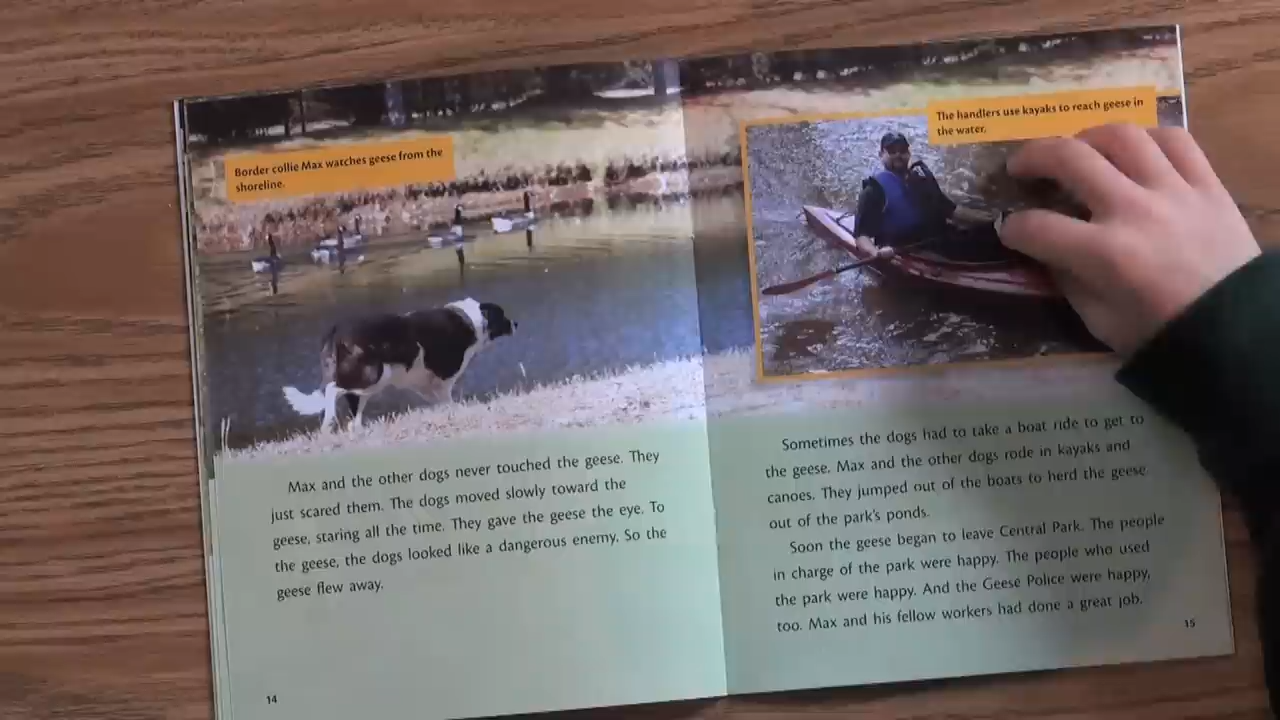 Border collie Max watches geese from the
shoreline.
Max and the other dogs never touched the geese. They
just scared them. The dogs moved slowly toward the
geese, staring all the time. They gave the geese the eye. To
the geese, the dogs looked like a dangerous enemy. So the
geese flew away.
14
The handlers use kayaks to reach geese in
the water.
Sometimes the dogs had to take a boat ride to get to
the geese. Max and the other dogs rode in kayaks and
canoes. They jumped out of the boats to herd the geese
out of the park's ponds.
Soon the geese began to leave Central Park. The people
in charge of the park were happy. The people who used
the park were happy. And the Geese Police were happy,
too. Max and his fellow workers had done a great job.
15